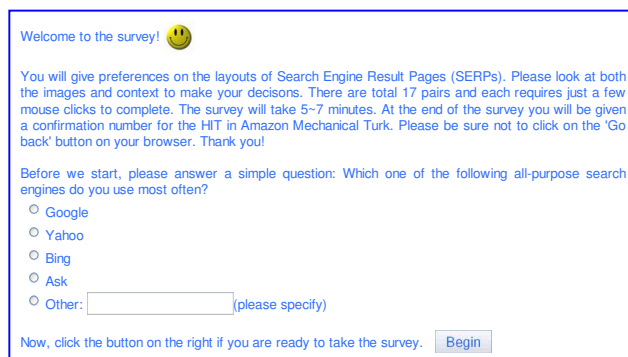 Welcome to the survey!
You will give preferences on the layouts of Search Engine Result Pages (SERPs). Please look at both
the images and context to make your decisons. There are total 17 pairs and each requires just a few
mouse clicks to complete. The survey will take 5~7 minutes. At the end of the survey you will be given
a confirmation number for the HIT in Amazon Mechanical Turk. Please be sure not to click on the 'Go
back' button on your browser. Thank you!
Before we start, please answer a simple question: Which one of the following all-purpose search
engines do you use most often?
Google
Yahoo
Bing
Ask
Other: (please specify)
Now, click the button on the right if you are ready to take the survey. Begin